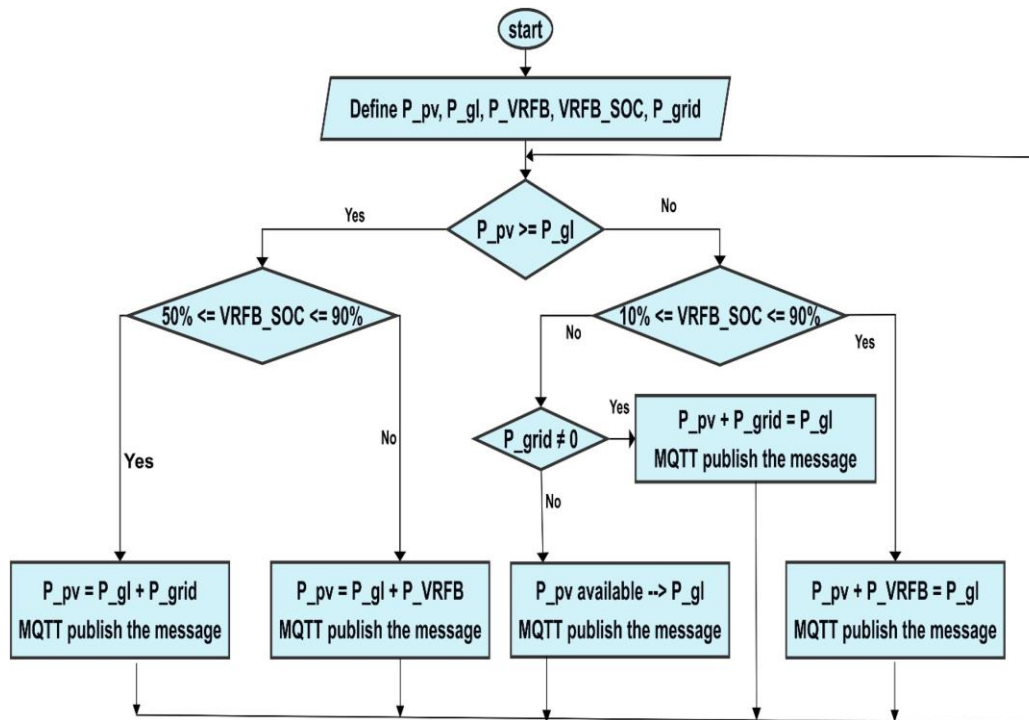 start
Define P_pv, P_gl, P_VRFB, VRFB_SOC, P_grid
Yes
No
P_pv >= P_gl
50% <= VRFB_SOC <= 90%
10% <= VRFB_SOC <= 90%
No
Yes
Yes
No
P_grid ≠ 0
Yes
P_pv + P_grid = P_gl
MQTT publish the message
No
P_pv = P_gl + P_grid
MQTT publish the message
P_pv = P_gl + P_VRFB
MQTT publish the message
P_pv available --> P_gl
MQTT publish the message
P_pv + P_VRFB = P_gl
MQTT publish the message